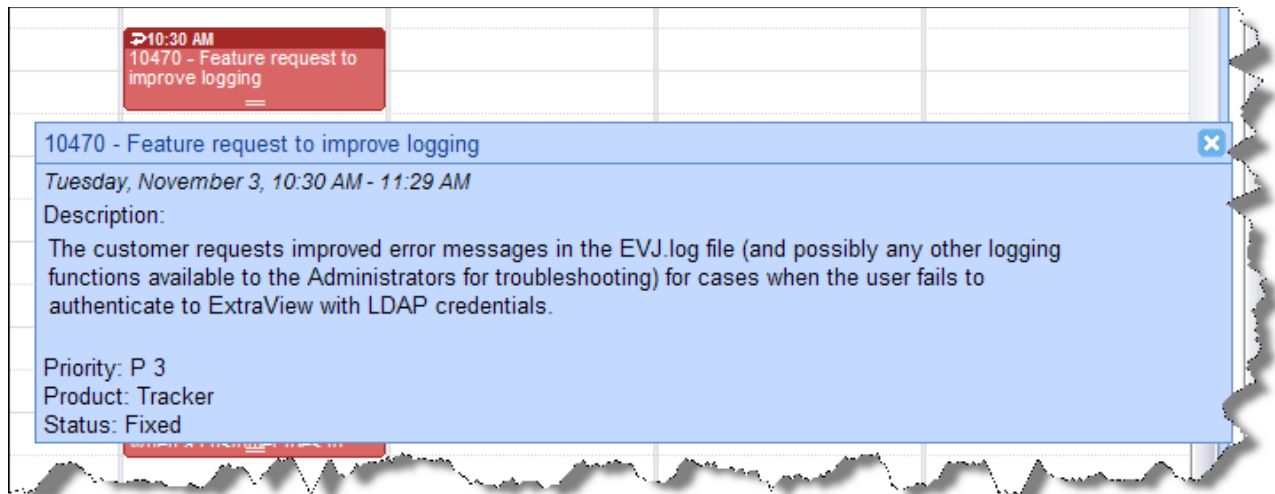 10:30 AM
10470 - Feature request to
improve logging
10470 - Feature request to improve logging
Tuesday, November 3, 10:30 AM - 11:29 AM
Description:
The customer requests improved error messages in the EVJ.log file (and possibly any other logging
functions available to the Administrators for troubleshooting) for cases when the user fails to
authenticate to ExtraView with LDAP credentials.
Priority: P 3
Product: Tracker
Status: Fixed